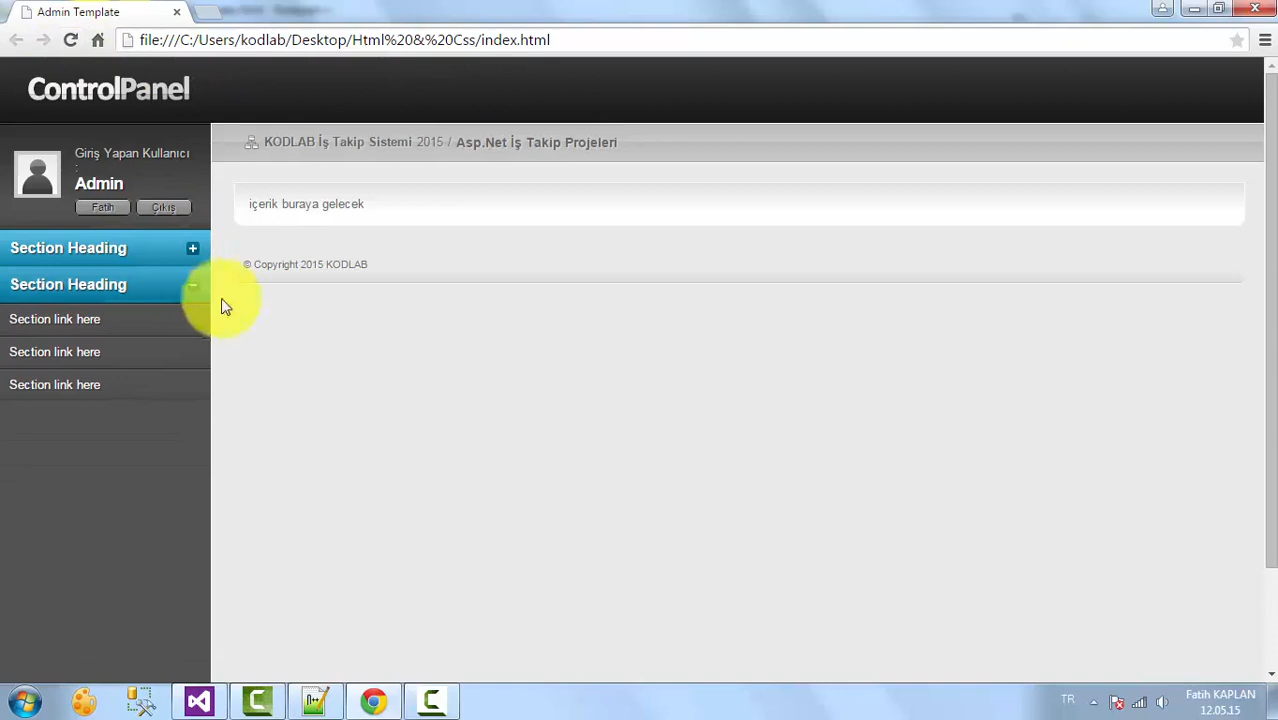 Admin Template
file:///C:/Users/kodlab/Desktop/Html%20&%20Css/index.html
ControlPanel
Giriş Yapan Kullanıcı
:
Admin
Fatih Çıkış
KODLAB İş Takip Sistemi 2015 / Asp.Net İş Takip Projeleri
içerik buraya gelecek
© Copyright 2015 KODLAB
Section Heading
Section Heading
Section link here
Section link here
Section link here
TR
Fatih KAPLAN
12.05.15